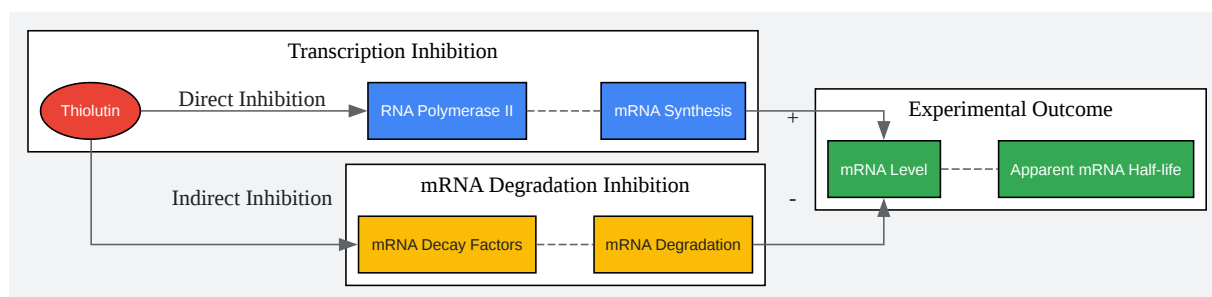 Transcription Inhibition
Thiolutin
Direct Inhibition
RNA Polymerase II
mRNA Synthesis
+
Experimental Outcome
mRNA Level
Apparent mRNA Half-life
Indirect Inhibition
mRNA Degradation Inhibition
-
mRNA Decay Factors
mRNA Degradation